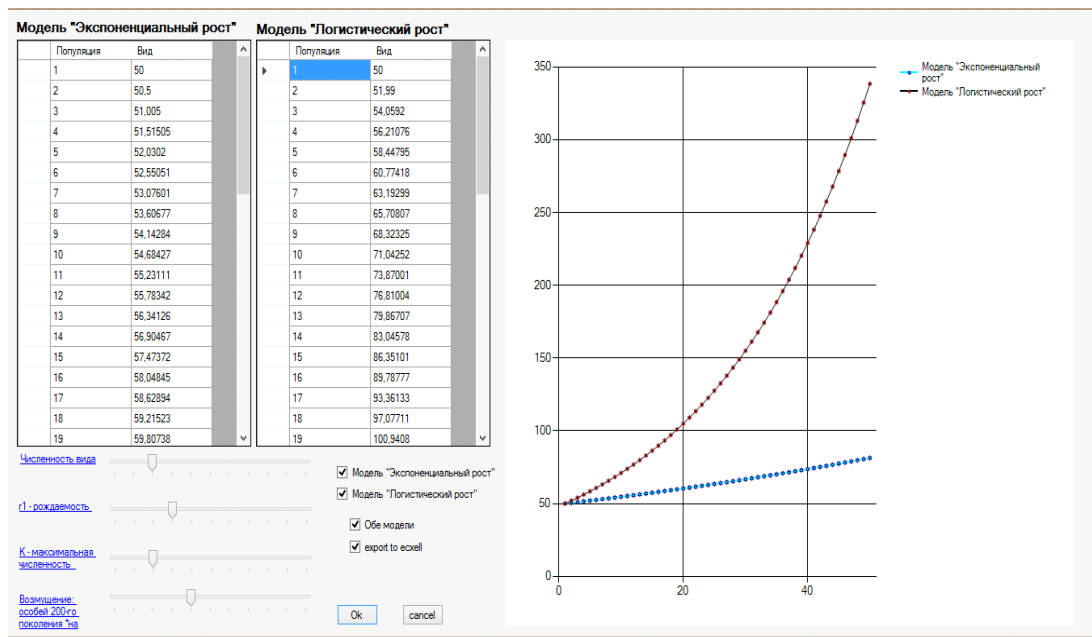 Модель "Экспоненциальный рост"
Популяция Вид
1 50
2 50,5
3 51,005
4 51,51505
5 52,0302
6 52,55051
7 53,07601
8 53,60677
9 54,14284
10 54,68427
11 55,23111
12 55,78342
13 56,34126
14 56,90467
15 57,47372
16 58,04845
17 58,62894
18 59,21523
19 59,80738
Модель "Логистический рост"
Популяция Вид
1 50
2 51,99
3 54,0592
4 56,21076
5 58,44795
6 60,77418
7 63,19299
8 65,70807
9 68,32325
10 71,04252
11 73,87001
12 76,81004
13 79,86707
14 83,04578
15 86,35101
16 89,78777
17 93,36133
18 97,07711
19 100,9408
350
300
250
200
150
100
50
0
0 20 40
Модель "Экспоненциальный
рост"
Модель "Логистический рост"
Численность вида
r1 - рождаемость
K - максимальная
численность
Возмущение:
особей 200-го
поколения "на
Модель "Экспоненциальный рост"
Модель "Логистический рост"
Обе модели
export to ecxell
Ok
cancel